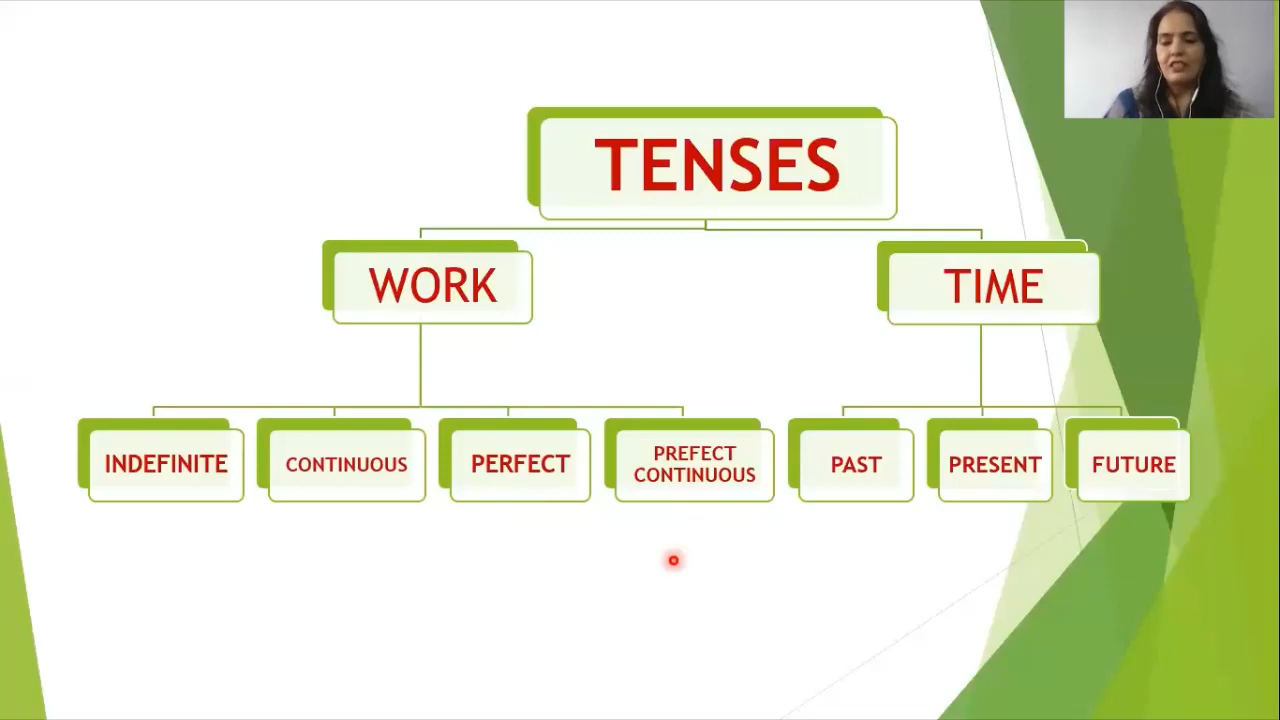 TENSES
WORK
TIME
INDEFINITE
CONTINUOUS
PERFECT
PREFECT
CONTINUOUS
PAST
PRESENT
FUTURE